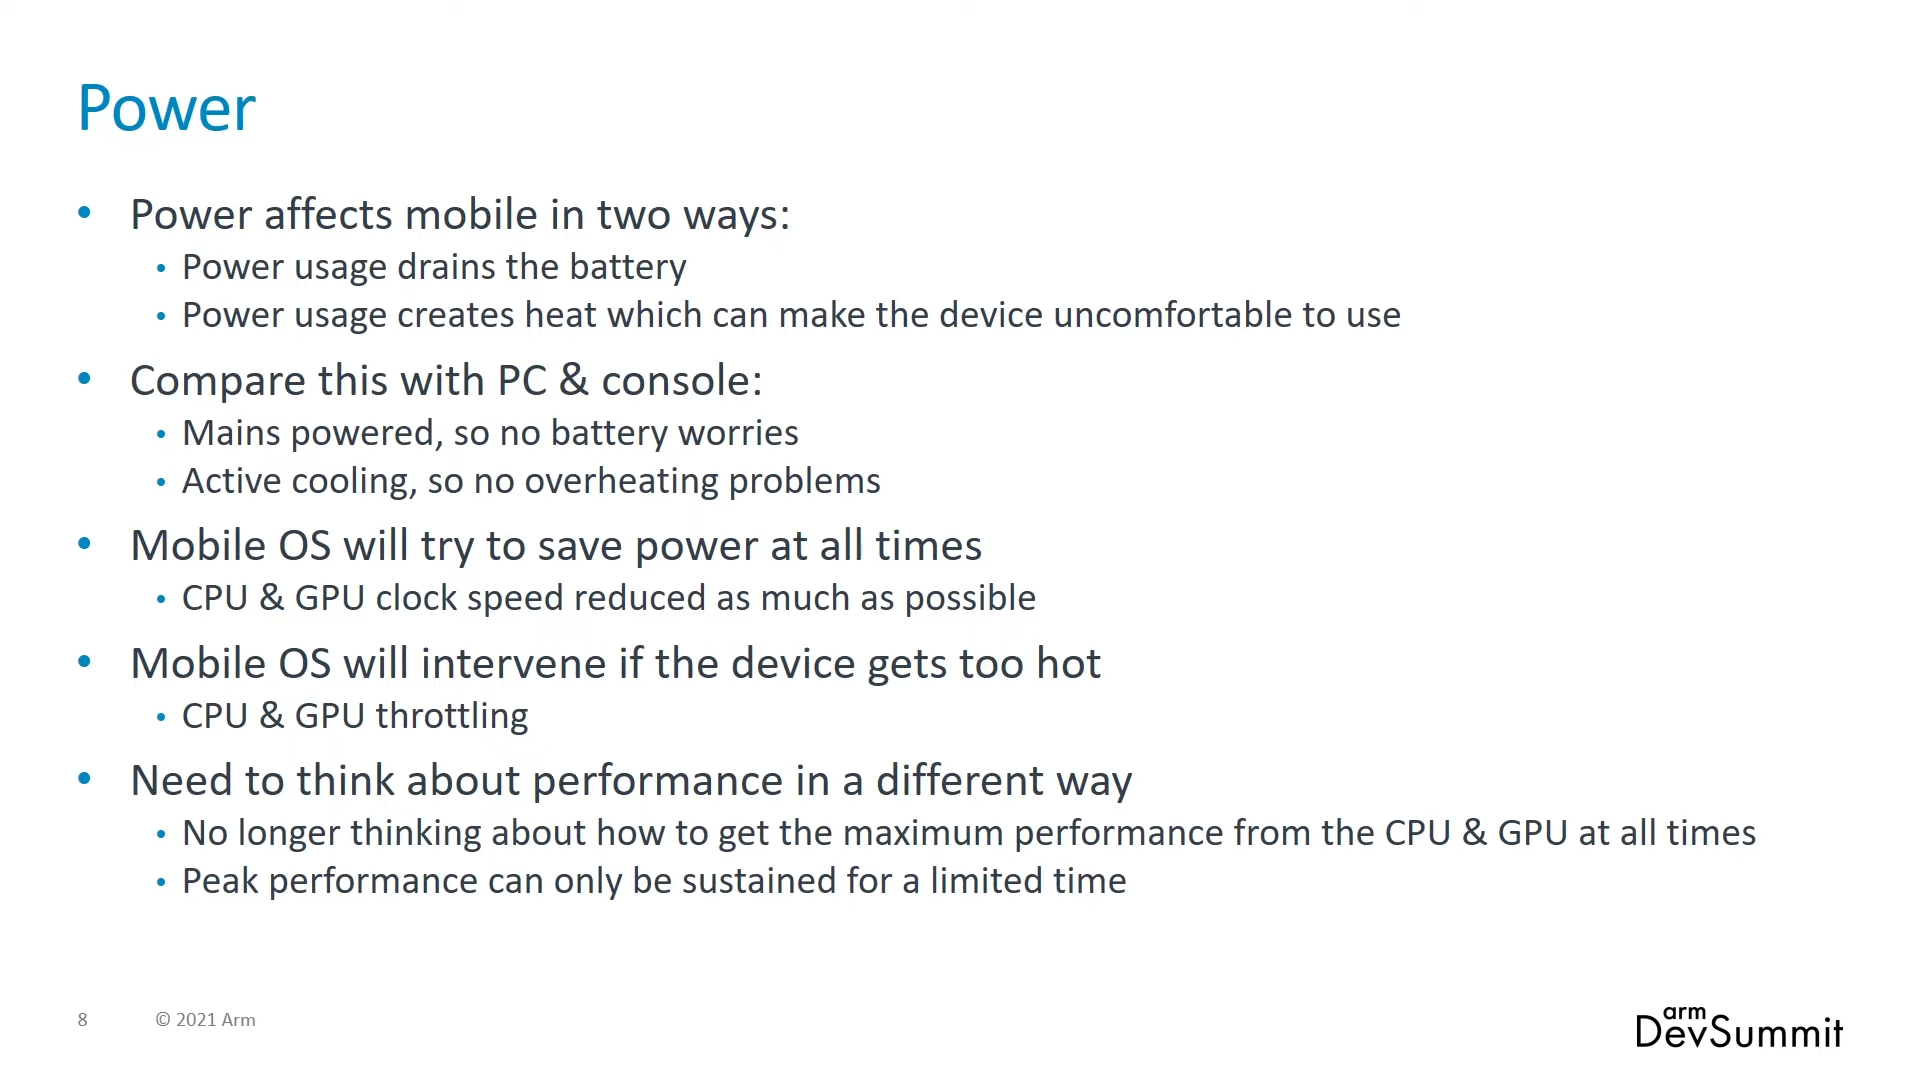 Power
• Power affects mobile in two ways:
• Power usage drains the battery
• Power usage creates heat which can make the device uncomfortable to use
• Compare this with PC & console:
• Mains powered, so no battery worries
• Active cooling, so no overheating problems
• Mobile OS will try to save power at all times
• CPU & GPU clock speed reduced as much as possible
• Mobile OS will intervene if the device gets too hot
• CPU & GPU throttling
• Need to think about performance in a different way
• No longer thinking about how to get the maximum performance from the CPU & GPU at all times
• Peak performance can only be sustained for a limited time
8 © 2021 Arm
arm
DevSummit